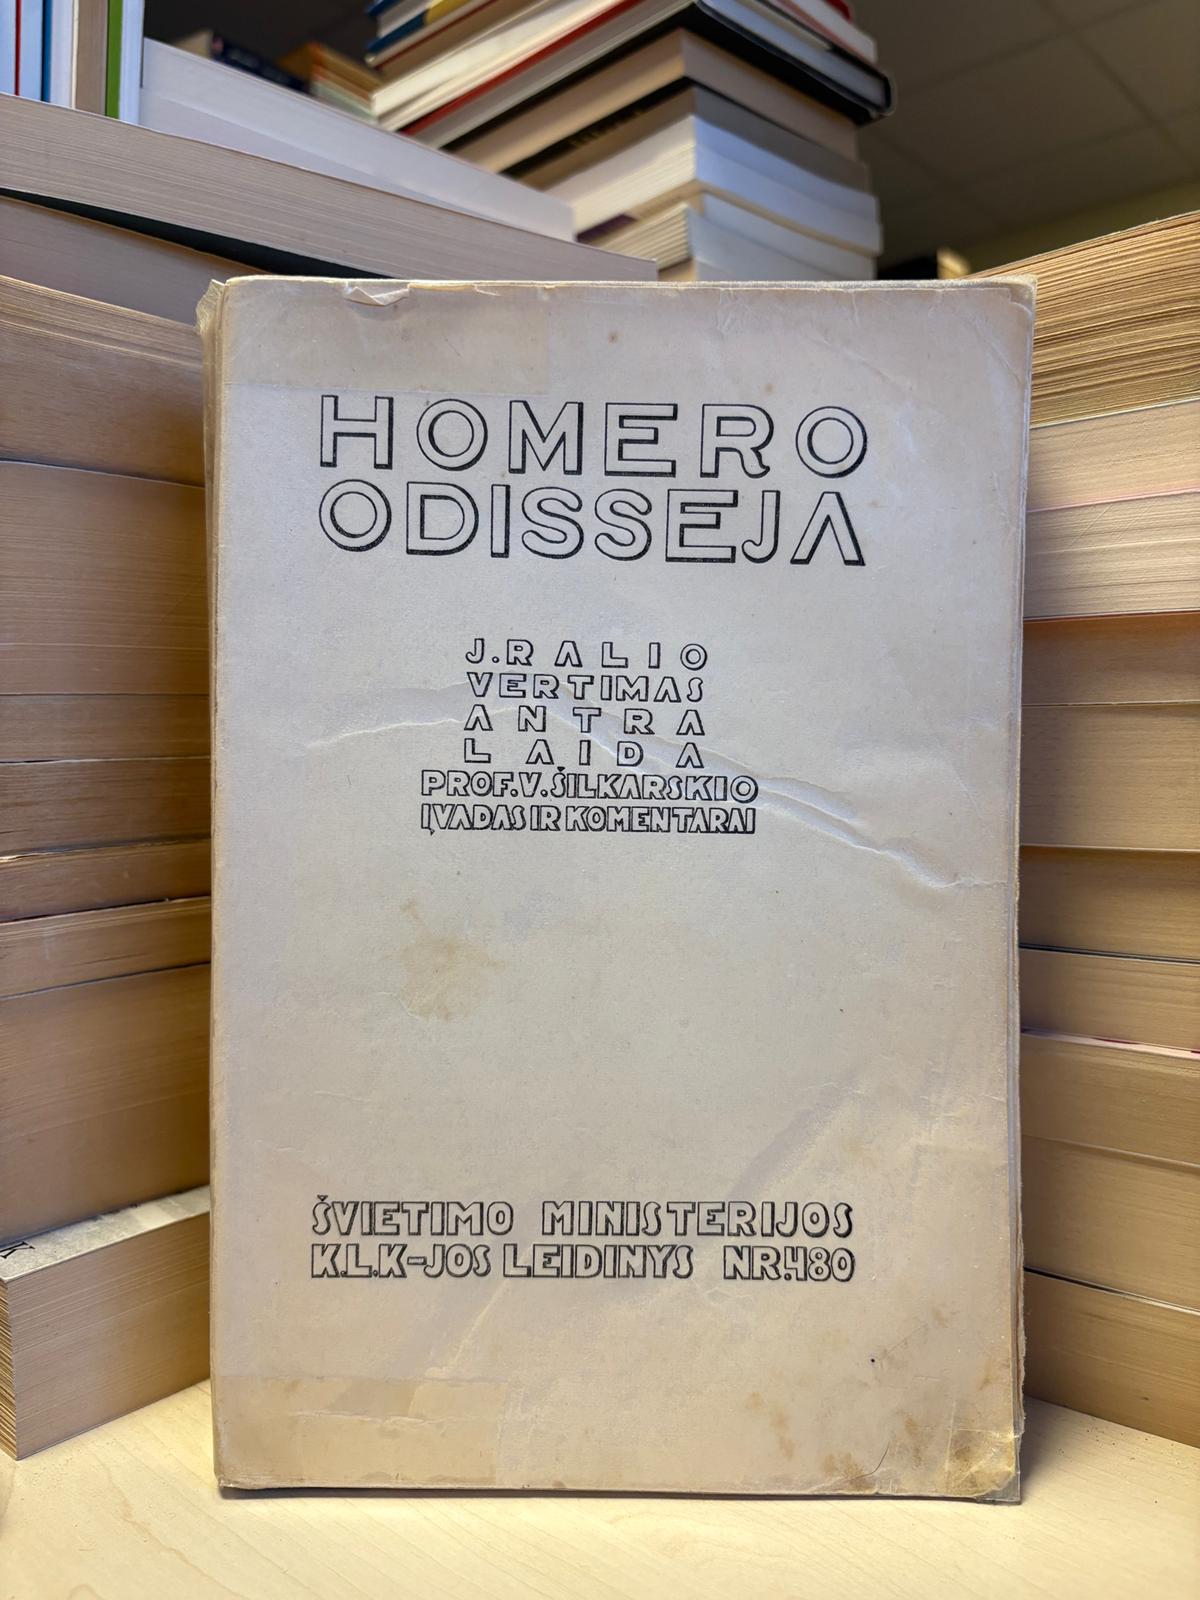 HOMERO
ODISSEJA
J. RALIO
VERTIMAS
ANTRA
LAIDA
PROF. V. ŠILKARSKIO
ĮVADAS IR KOMENTARAI
ŠVIETIMO MINISTERIJOS
K.L.K-JOS LEIDINYS NR. 480
K